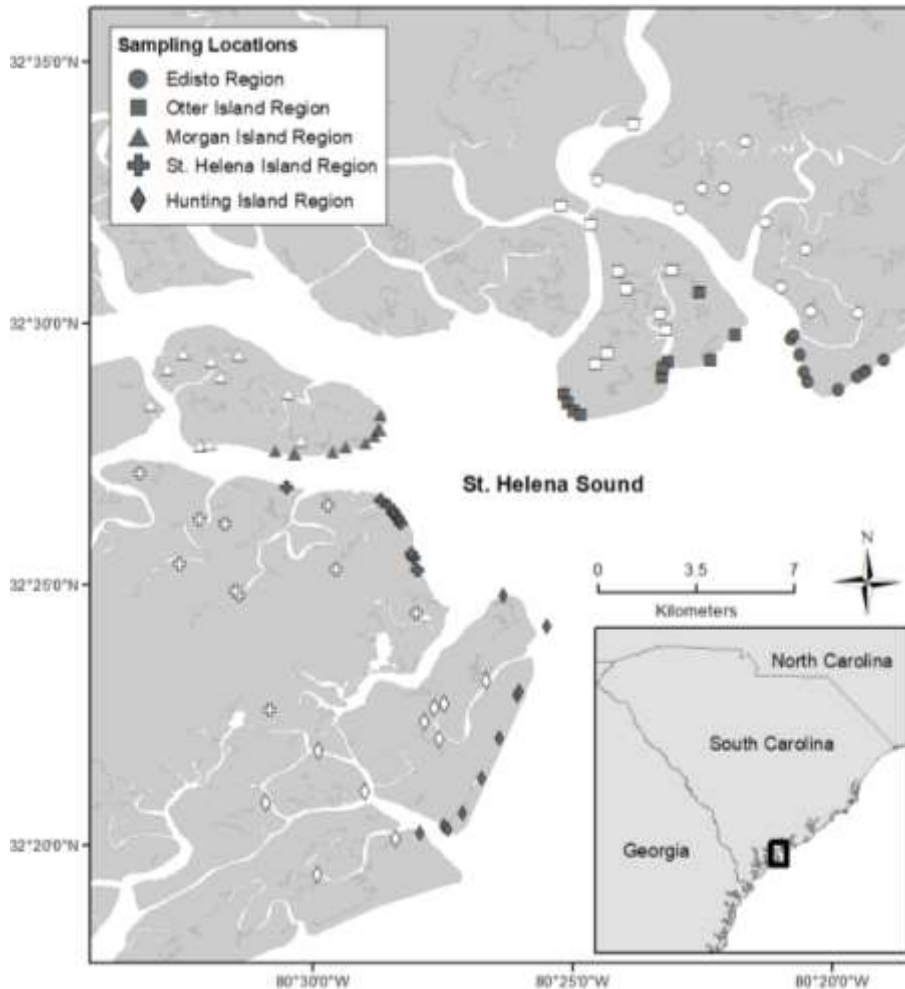 Sampling Locations
Edisto Region
Otter Island Region
Morgan Island Region
St. Helena Island Region
Hunting Island Region
32°35'0"N
32°30'0"N
32°25'0"N
32°20'0"N
St. Helena Sound
N
0 3.5 7
Kilometers
North Carolina
South Carolina
Georgia
80°30'0"W 80°25'0"W 80°20'0"W